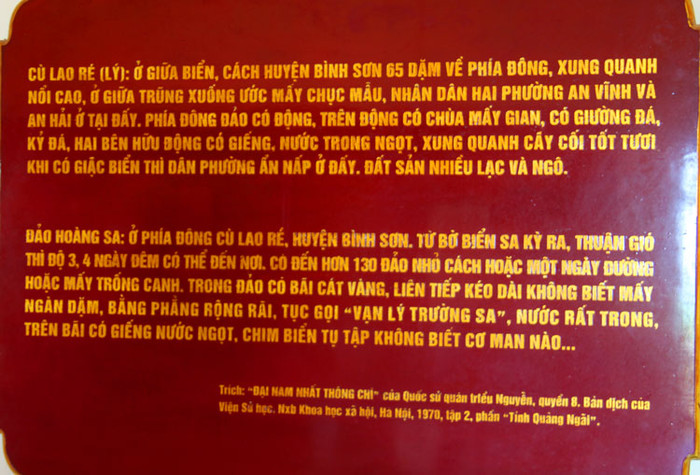 CÙ LAO RÉ (LÝ): Ở GIỮA BIỂN, CÁCH HUYỆN BÌNH SƠN 65 DẶM VỀ PHÍA ĐÔNG, XUNG QUANH
NỔI CAO, Ở GIỮA TRŨNG XUỐNG ƯỚC MẤY CHỤC MẪU, NHÂN DÂN HAI PHƯỜNG AN VĨNH VÀ
AN HẢI Ở TẠI ĐẤY. PHÍA ĐÔNG ĐẢO CÓ ĐỘNG, TRÊN ĐỘNG CÓ CHÙA MẤY GIAN, CÓ GIƯỜNG ĐÁ,
KỶ ĐÁ, HAI BÊN HỮU ĐỘNG CÓ GIẾNG, NƯỚC TRONG NGỌT, XUNG QUANH CÂY CỐI TỐT TƯƠI
KHI CÓ GIẶC BIỂN THÌ DÂN PHƯỜNG ẨN NẤP Ở ĐẤY. ĐẤT SẢN NHIỀU LẠC VÀ NGÔ.
ĐẢO HOÀNG SA: Ở PHÍA ĐÔNG CÙ LAO RÉ, HUYỆN BÌNH SƠN. TỪ BỜ BIỂN SA KỲ RA, THUẬN GIÓ
THÌ ĐỘ 3, 4 NGÀY ĐÊM CÓ THỂ ĐẾN NƠI. CÓ ĐẾN HƠN 130 ĐẢO NHỎ CÁCH HOẶC MỘT NGÀY ĐƯỜNG
HOẶC MẤY TRỐNG CANH. TRONG ĐẢO CÓ BÃI CÁT VÀNG, LIÊN TIẾP KÉO DÀI KHÔNG BIẾT MẤY
NGÀN DẶM, BẰNG PHẲNG RỘNG RÃI, TỤC GỌI "VẠN LÝ TRƯỜNG SA", NƯỚC RẤT TRONG,
TRÊN BÃI CÓ GIẾNG NƯỚC NGỌT, CHIM BIỂN TỤ TẬP KHÔNG BIẾT CƠ MAN NÀO...
Trích: "ĐẠI NAM NHẤT THỐNG CHÍ" của Quốc sử quán triều Nguyễn, quyển 8. Bản dịch của
Viện Sử học. Nxb Khoa học xã hội, Hà Nội, 1970, tập 2, phần "Tỉnh Quảng Ngãi".